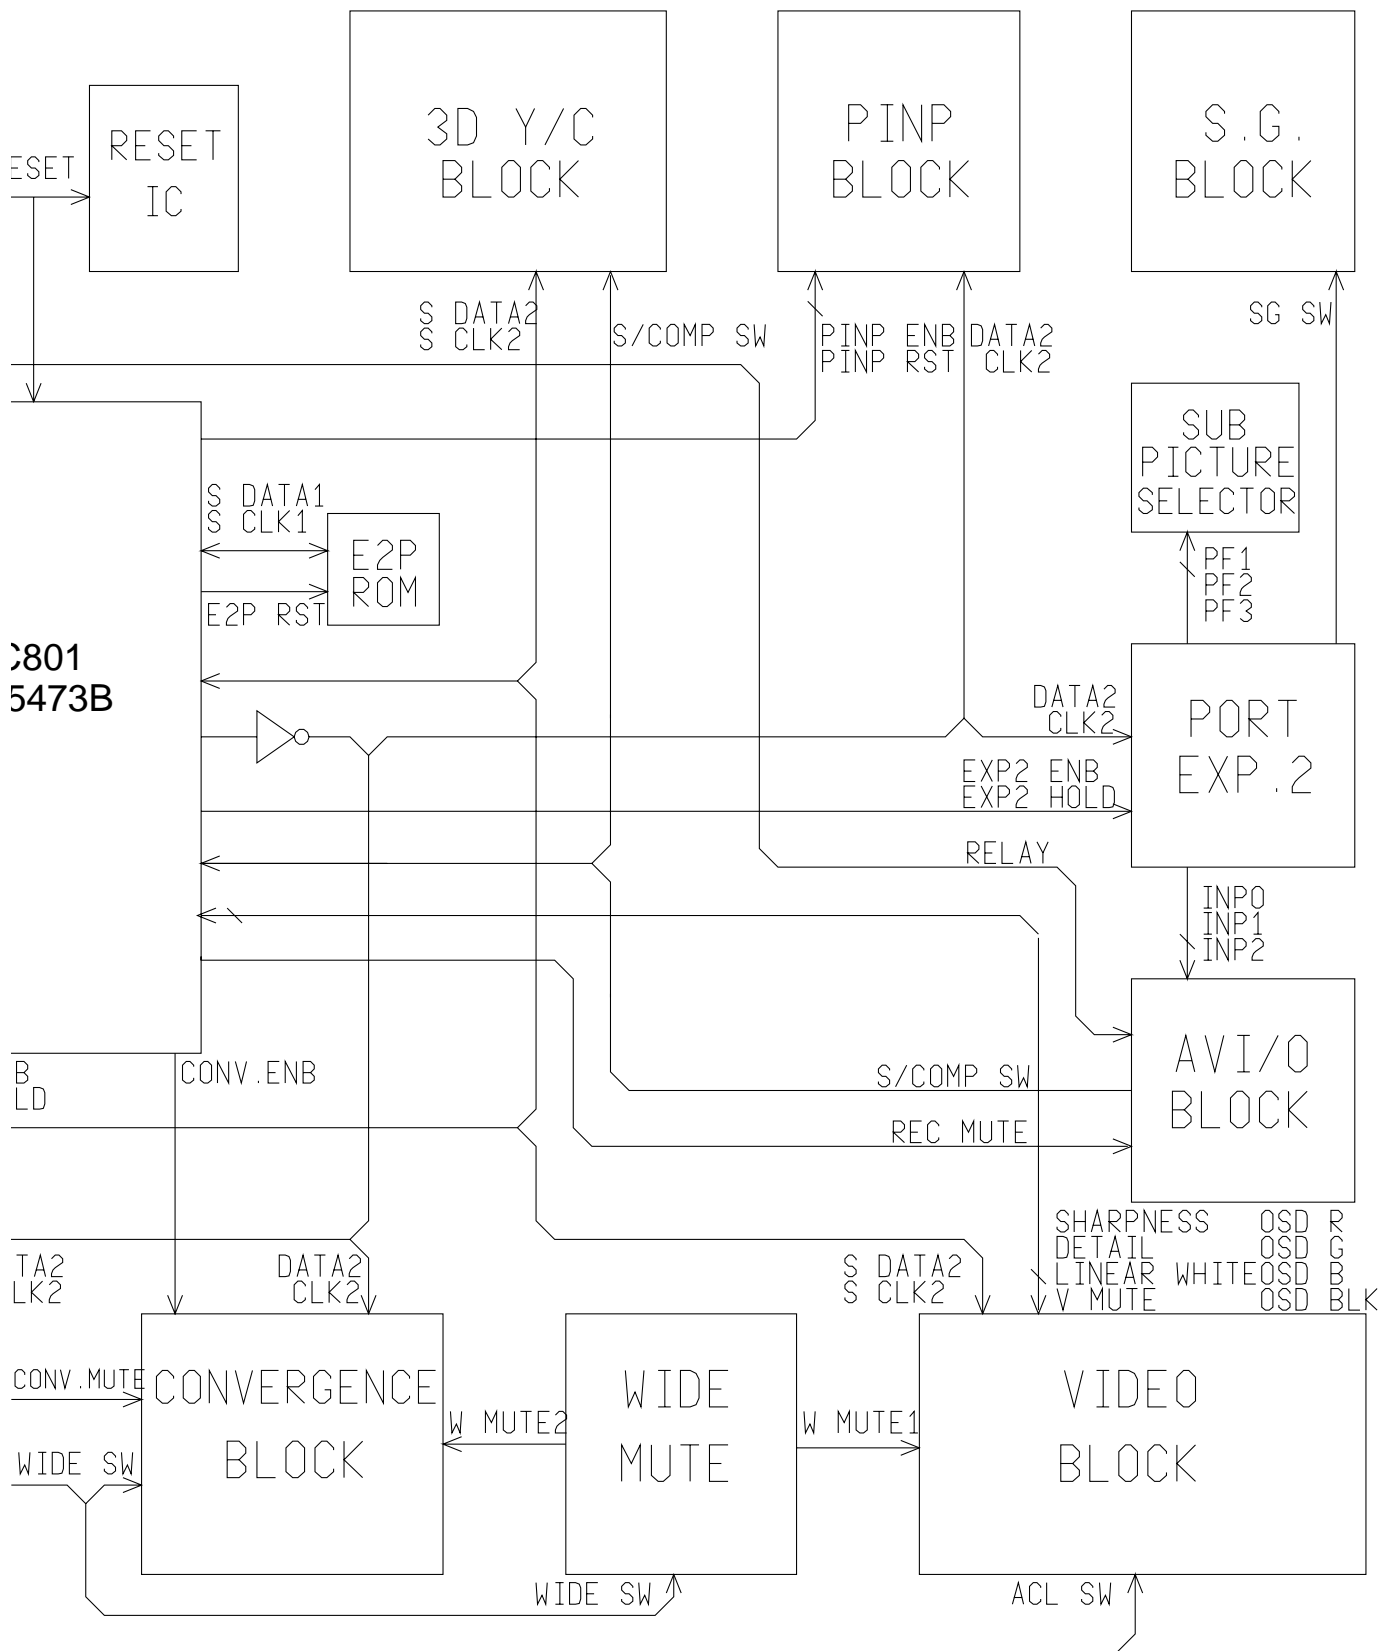 3D Y/C
BLOCK
PINP
BLOCK
S.G.
BLOCK
RESET
IC
ESET
S DATA2
S CLK2
S/COMP SW
PINP ENB
PINP RST
DATA2
CLK2
SG SW
SUB
PICTURE
SELECTOR
S DATA1
S CLK1
E2P
ROM
E2P RST
PF1
PF2
PF3
C801
5473B
DATA2
CLK2
PORT
EXP.2
EXP2 ENB
EXP2 HOLD
RELAY
INP0
INP1
INP2
B
LD
CONV.ENB
S/COMP SW
AVI/O
BLOCK
REC MUTE
SHARPNESS OSD R
DETAIL OSD G
LINEAR WHITE OSD B
V MUTE OSD BLK
TA2
LK2
DATA2
CLK2
S DATA2
S CLK2
CONV.MUTE
CONVERGENCE
BLOCK
W MUTE2
WIDE
MUTE
W MUTE1
VIDEO
BLOCK
WIDE SW
WIDE SW
ACL SW